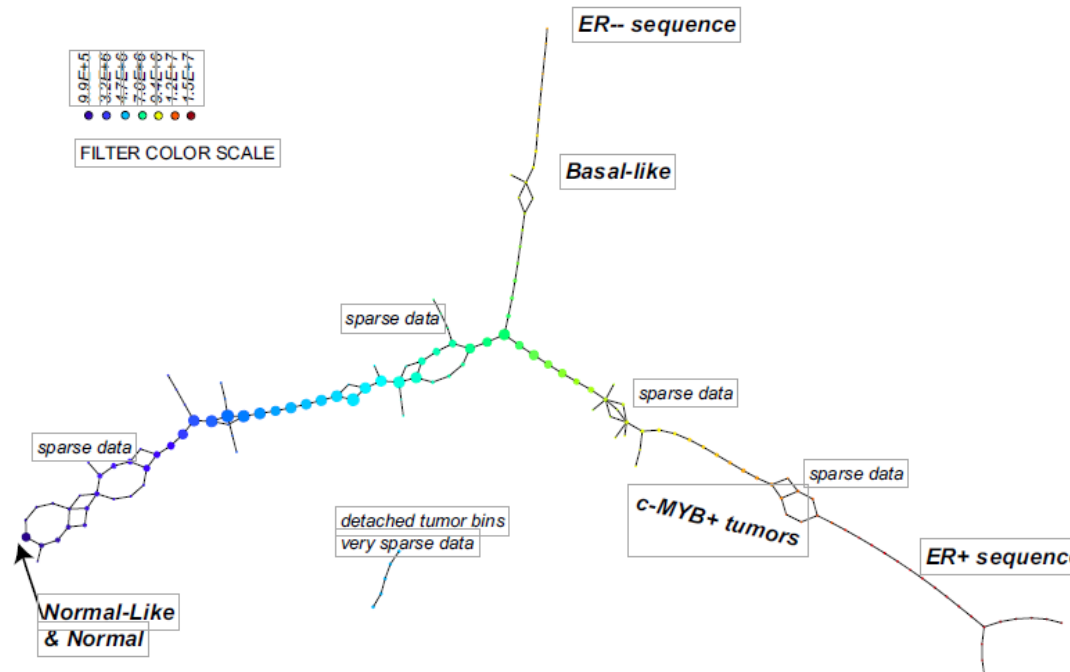 ER-- sequence
9.9E+5
3.2E+6
4.7E+6
7.0E+6
9.4E+6
1.2E+7
1.5E+7
FILTER COLOR SCALE
Basal-like
sparse data
sparse data
sparse data
sparse data
c-MYB+ tumors
detached tumor bins
very sparse data
ER+ sequence
Normal-Like
& Normal